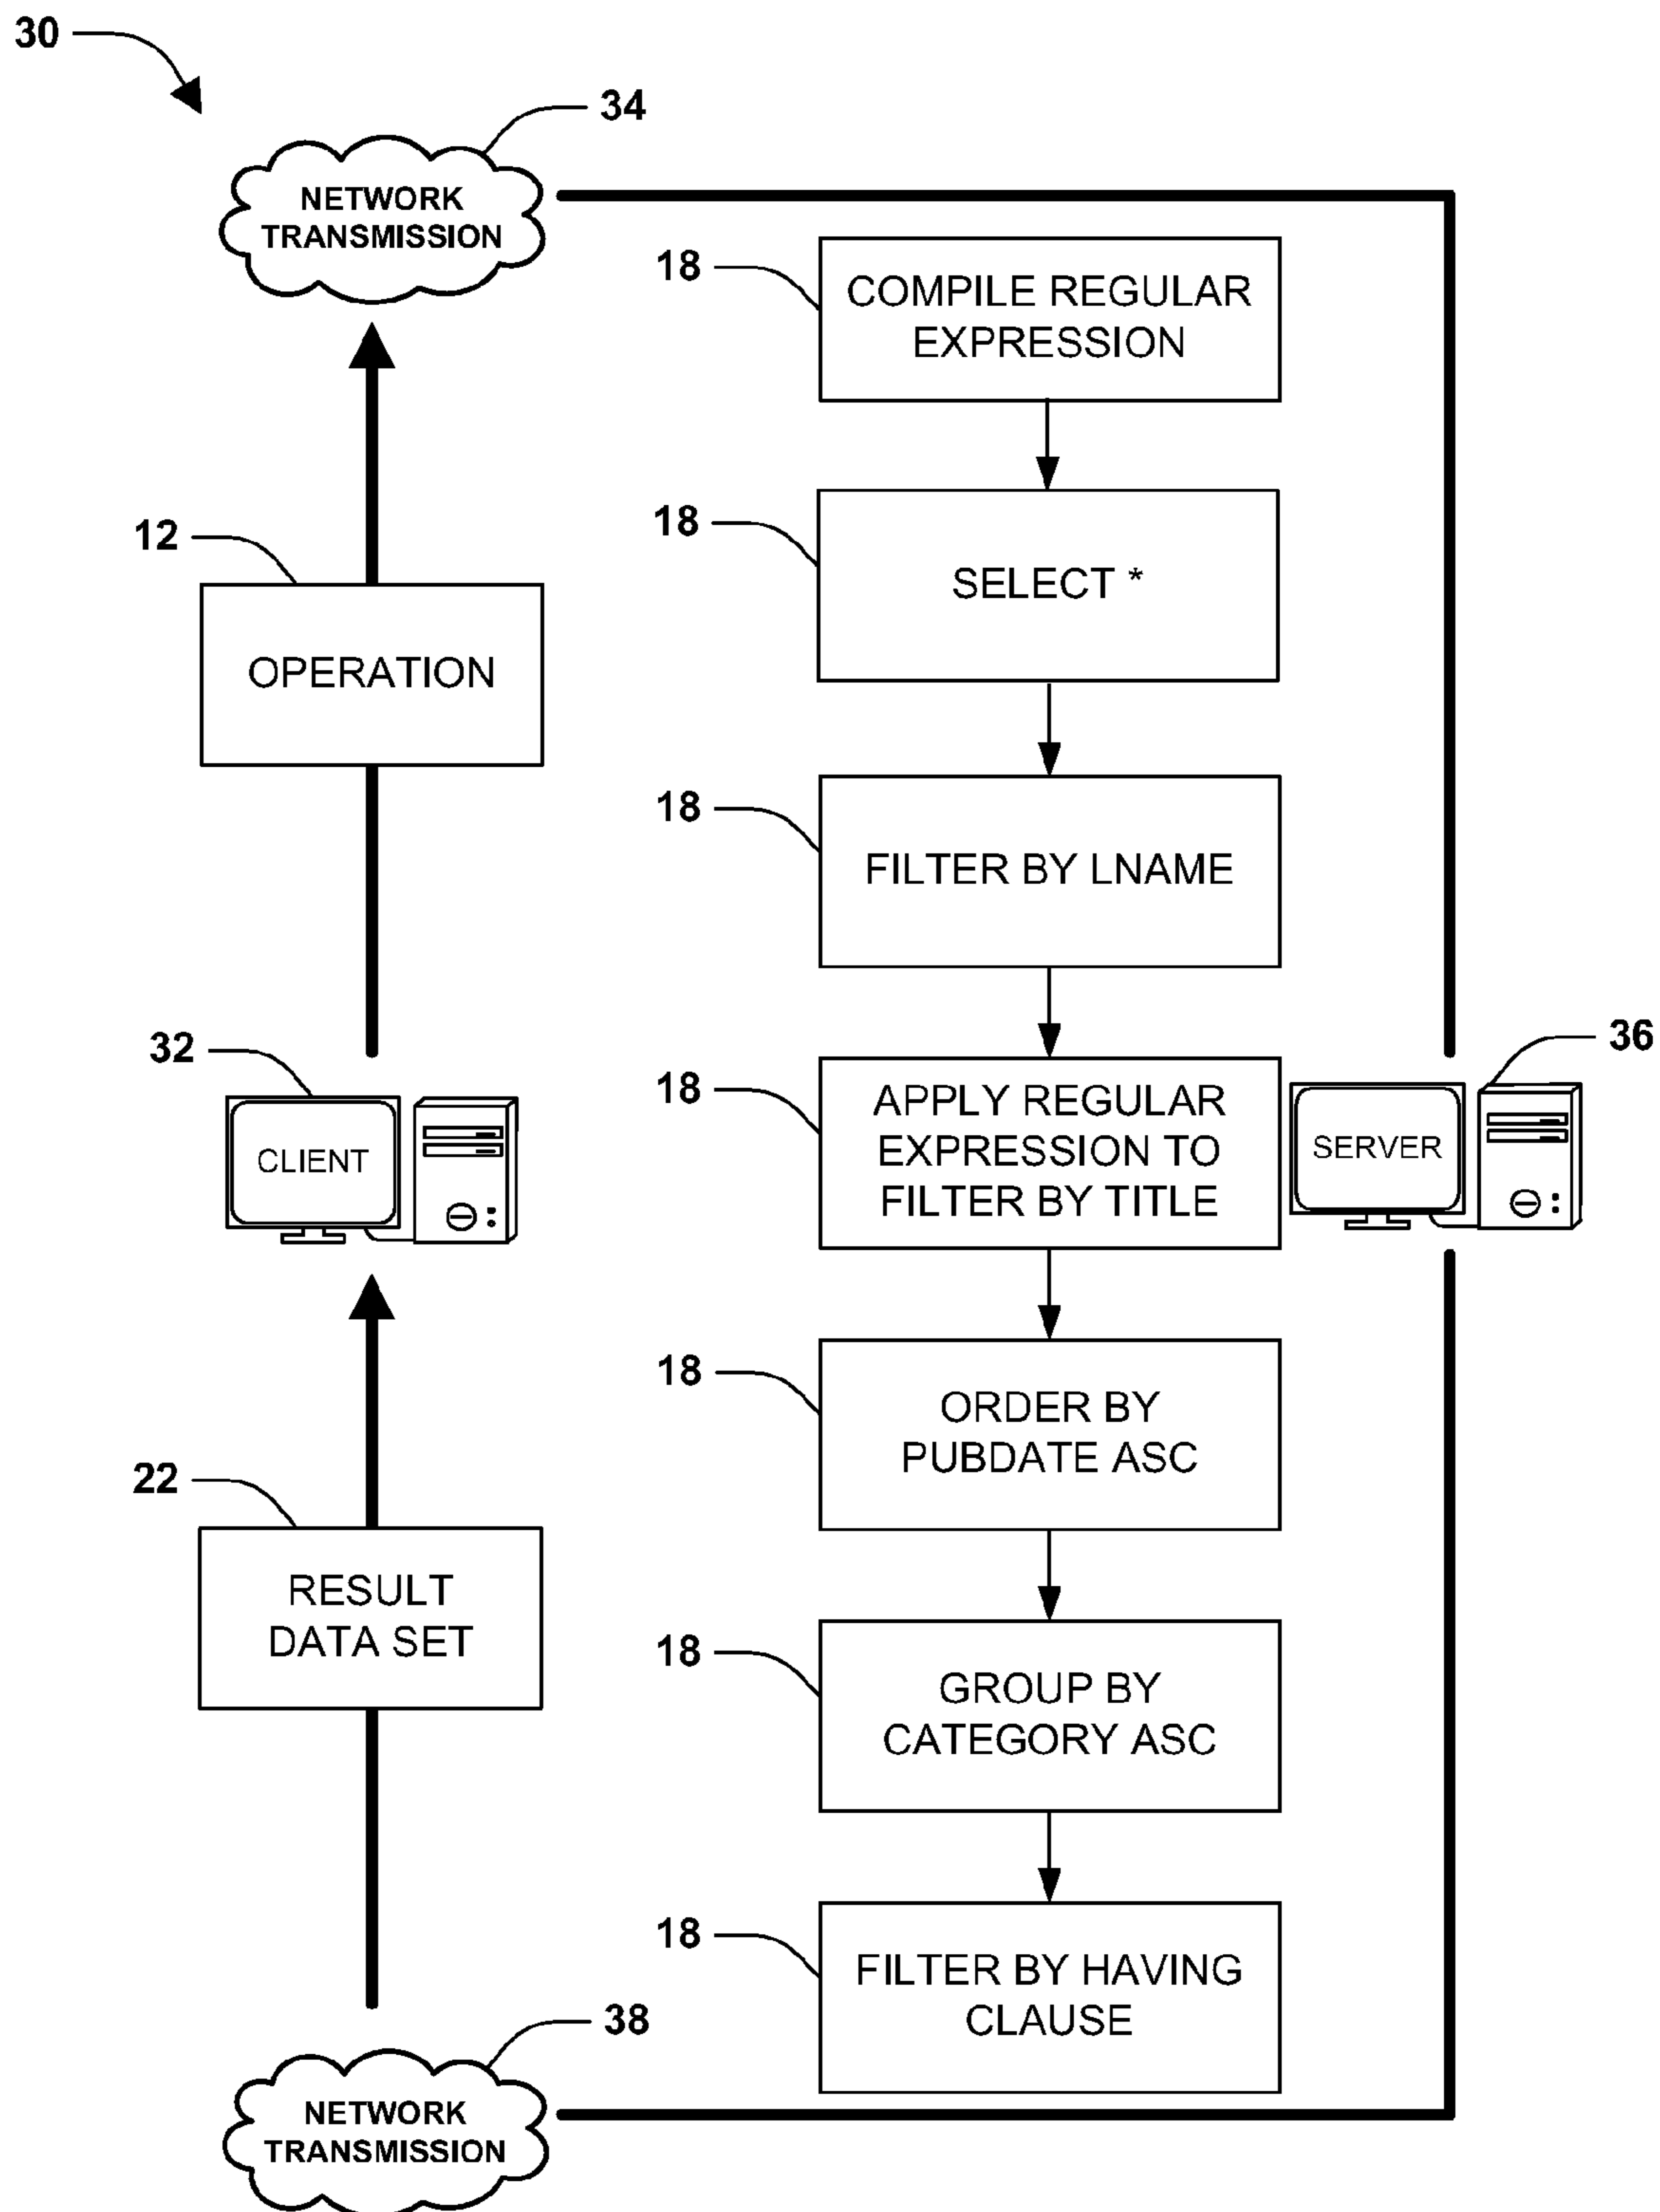 30
34
NETWORK
TRANSMISSION
18
COMPILE REGULAR
EXPRESSION
18
SELECT *
12
OPERATION
18
FILTER BY LNAME
32
CLIENT
18
APPLY REGULAR
EXPRESSION TO
FILTER BY TITLE
36
SERVER
18
ORDER BY
PUBDATE ASC
22
RESULT
DATA SET
18
GROUP BY
CATEGORY ASC
18
FILTER BY HAVING
CLAUSE
38
NETWORK
TRANSMISSION